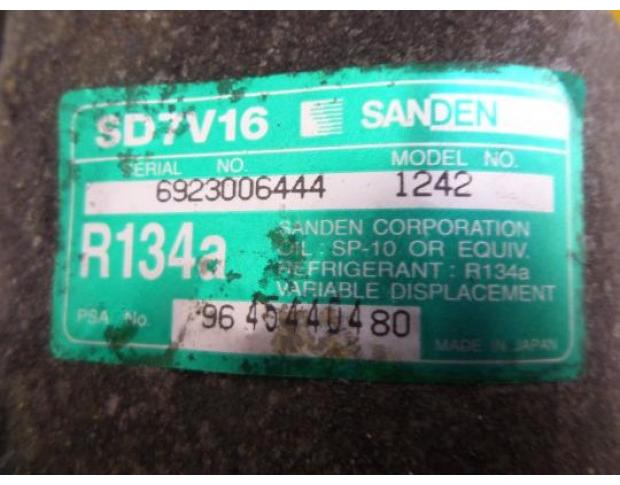 SD7V16 SANDEN
SERIAL NO. MODEL NO.
6923006444 1242
R134a
SANDEN CORPORATION
OIL : SP-10 OR EQUIV.
REFRIGERANT : R134a
VARIABLE DISPLACEMENT
PSA No. 96 45440480
MADE IN JAPAN